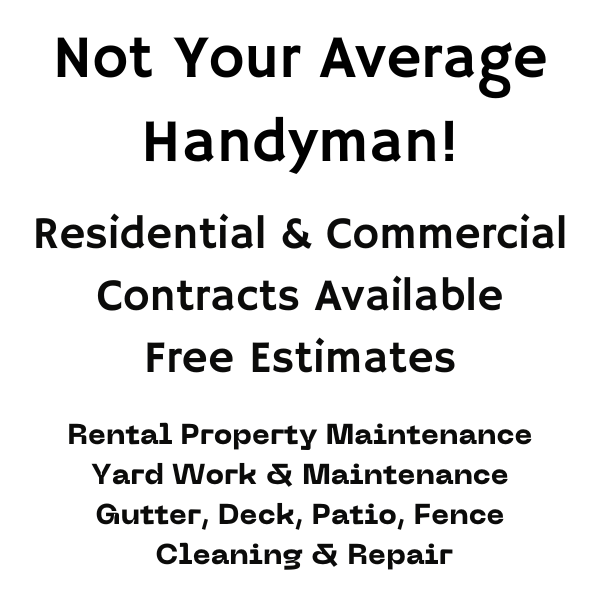 Not Your Average
Handyman!
Residential & Commercial
Contracts Available
Free Estimates
Rental Property Maintenance
Yard Work & Maintenance
Gutter, Deck, Patio, Fence
Cleaning & Repair